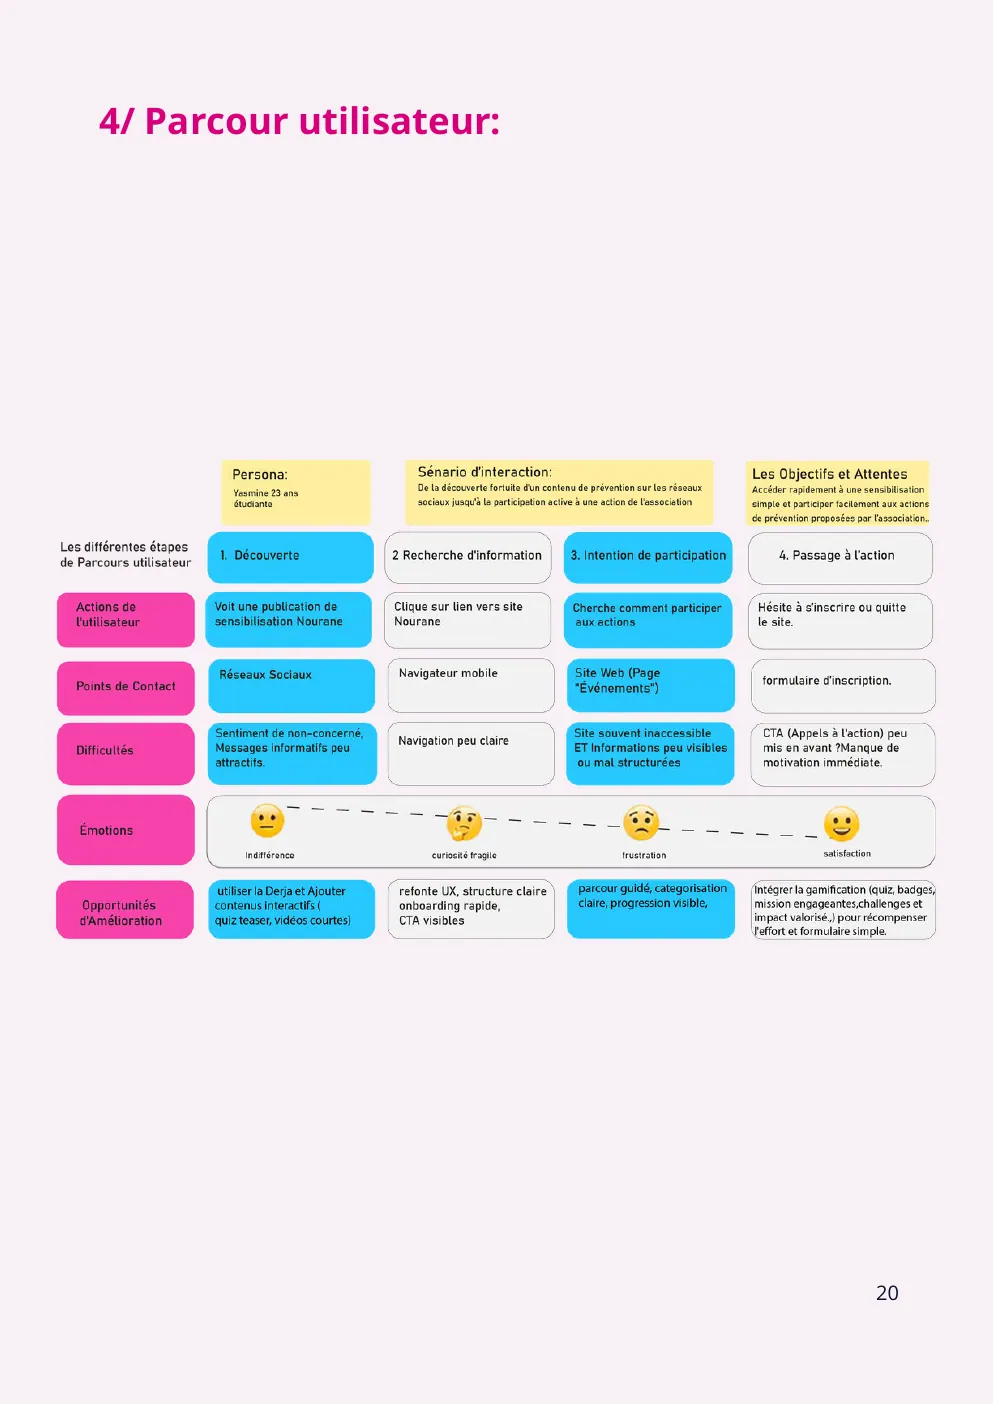 4/ Parcour utilisateur:
Persona:
Yasmine 23 ans
étudiante
Sénario d'interaction:
De la découverte fortuite d'un contenu de prévention sur les réseaux
sociaux jusqu'à la participation active à une action de l'association
Les Objectifs et Attentes
Accéder rapidement à une sensibilisation
simple et participer facilement aux actions
de prévention proposées par l'association..
Les différentes étapes
de Parcours utilisateur
1. Découverte
2 Recherche d'information
3. Intention de participation
4. Passage à l'action
Actions de
l'utilisateur
Voit une publication de
sensibilisation Nourane
Clique sur lien vers site
Nourane
Cherche comment participer
aux actions
Hésite à s'inscrire ou quitte
le site.
Points de Contact
Réseaux Sociaux
Navigateur mobile
Site Web (Page
"Événements")
formulaire d'inscription.
Difficultés
Sentiment de non-concerné,
Messages informatifs peu
attractifs.
Navigation peu claire
Site souvent inaccessible
ET Informations peu visibles
ou mal structurées
CTA (Appels à l'action) peu
mis en avant ?Manque de
motivation immédiate.
Émotions
Indifférence
curiosité fragile
frustration
satisfaction
Opportunités
d'Amélioration
utiliser la Derja et Ajouter
contenus interactifs (
quiz teaser, vidéos courtes)
refonte UX, structure claire
onboarding rapide,
CTA visibles
parcour guidé, categorisation
claire, progression visible,
Intégrer la gamification (quiz, badges,
mission engageantes,challenges et
impact valorisé.,) pour récompenser
l'effort et formulaire simple.
20